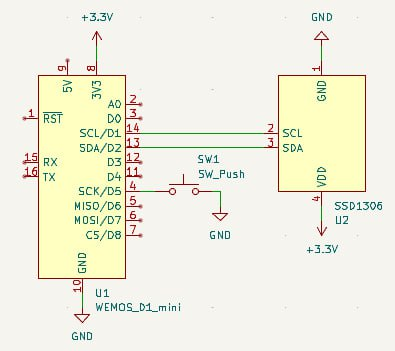 +3.3V
GND
9
8
1
5V
3V3
GND
A0 2
1 RST
D0 3
SCL/D1 14
2 SCL
SDA/D2 13
3 SDA
15 RX
D3 12
16 TX
D4 11
SW1
SW_Push
VDD
SCK/D5 4
4
MISO/D6 5
SSD1306
MOSI/D7 6
U2
CS/D8 7
GND
+3.3V
GND
10
U1
WEMOS_D1_mini
GND